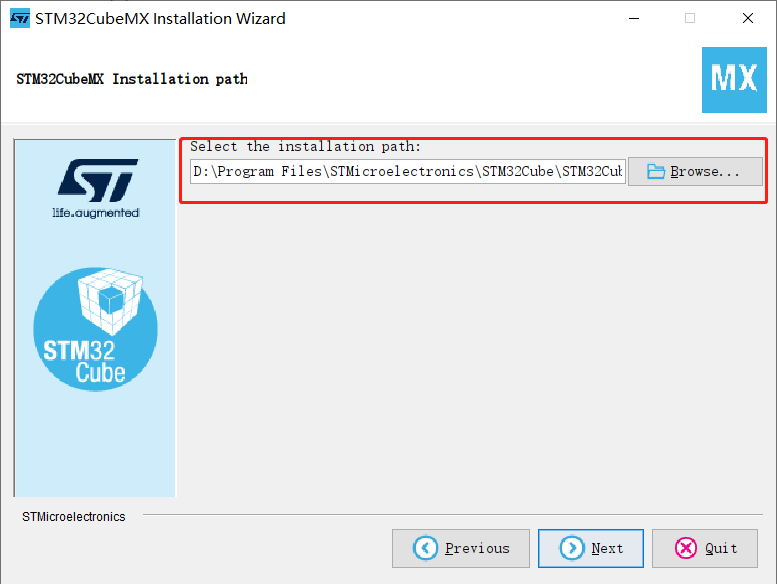 STM32CubeMX Installation Wizard
STM32CubeMX Installation path
MX
Select the installation path:
D:\Program Files\STMicroelectronics\STM32Cube\STM32Cub
Browse...
ST
life.augmented
STM32
Cube
STMicroelectronics
Previous
Next
Quit